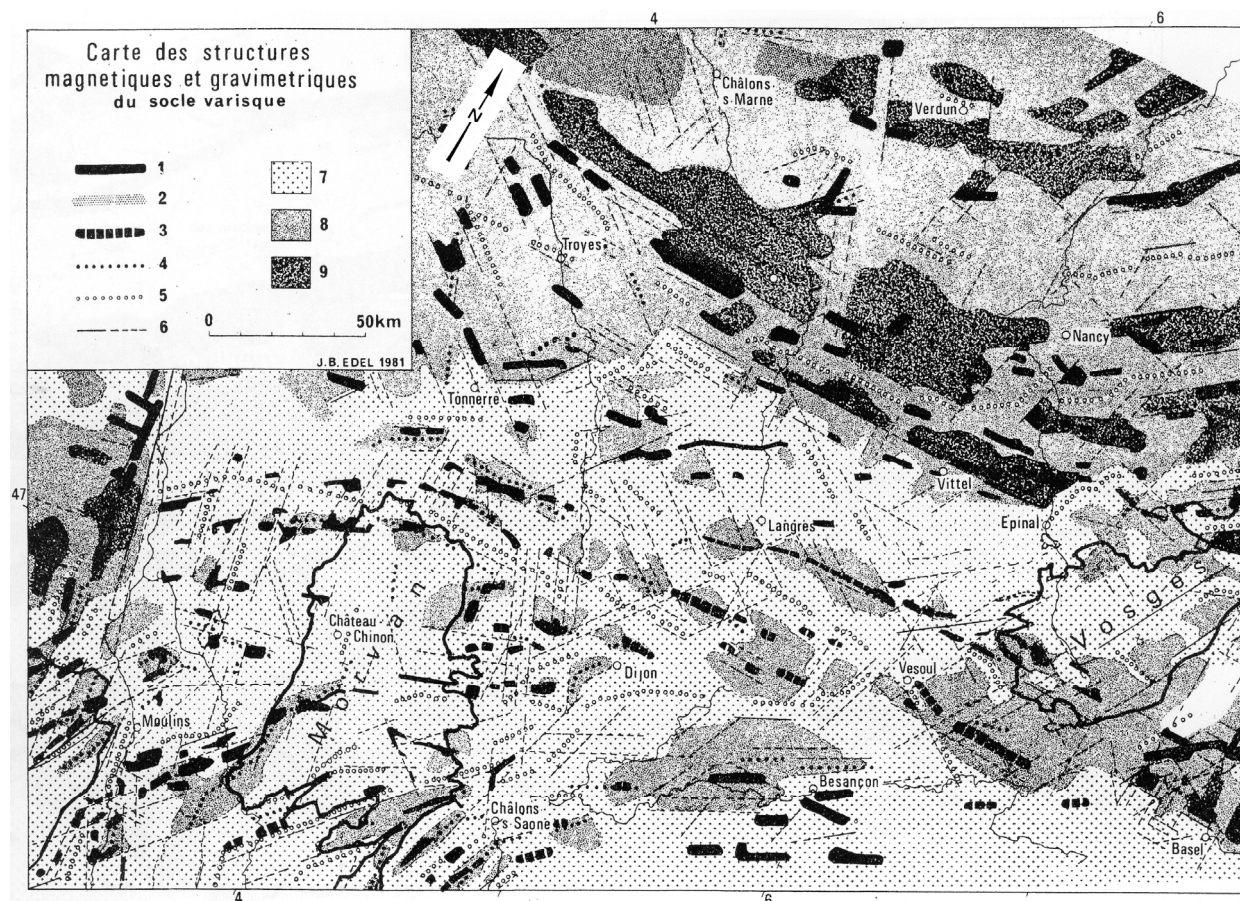 4
6
Carte des structures
magnetiques et gravimetriques
du socle varisque
N
1
2
3
4
5
6
7
8
9
0
50km
J.B. EDEL 1981
Châlons
s Marne
Verdun
Troyes
Nancy
Tonnerre
47
Vittel
Langres
Epinal
Vosges
Château
Chinon
Morvan
Dijon
Vesoul
Moulins
Besançon
Châlons
s Saone
Basel
4
6